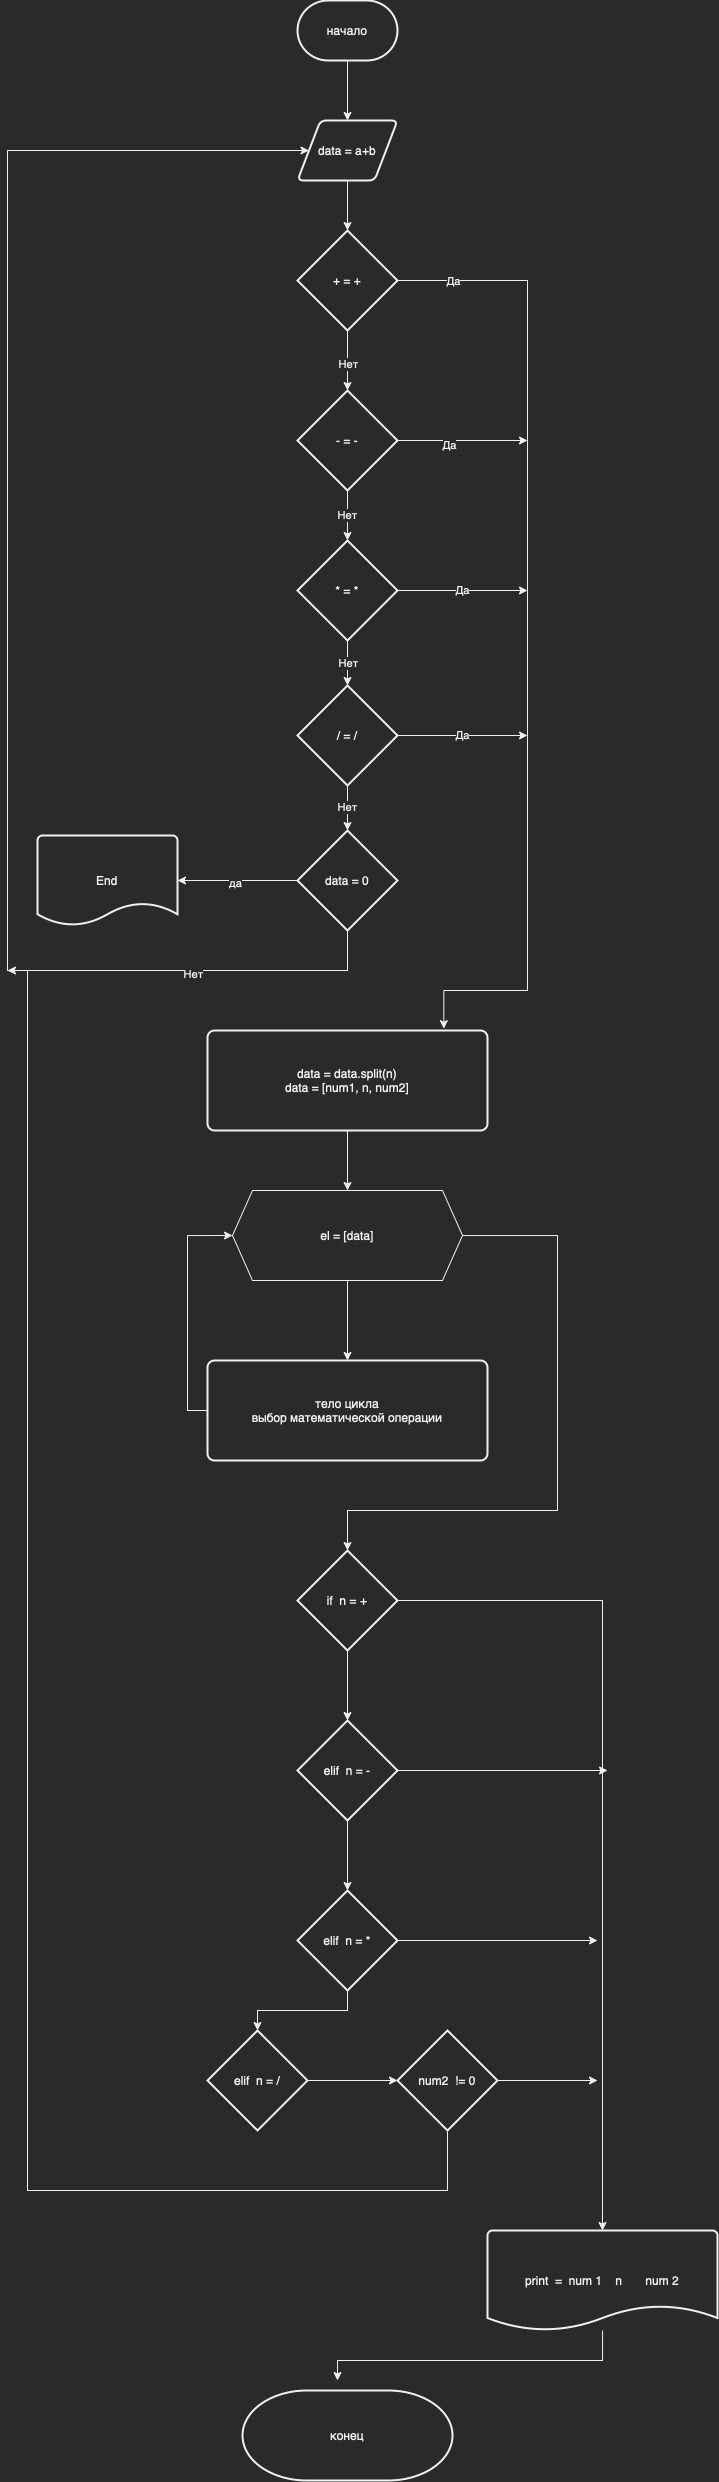 начало
data = a+b
+ = +
Да
Нет
- = -
Да
Нет
* = *
Да
Нет
/ = /
Да
Нет
End
да
data = 0
Нет
data = data.split(n)
data = [num1, n, num2]
el = [data]
тело цикла
выбор математической операции
if n = +
elif n = -
elif n = *
elif n = /
num2 != 0
print = num 1 n num 2
конец